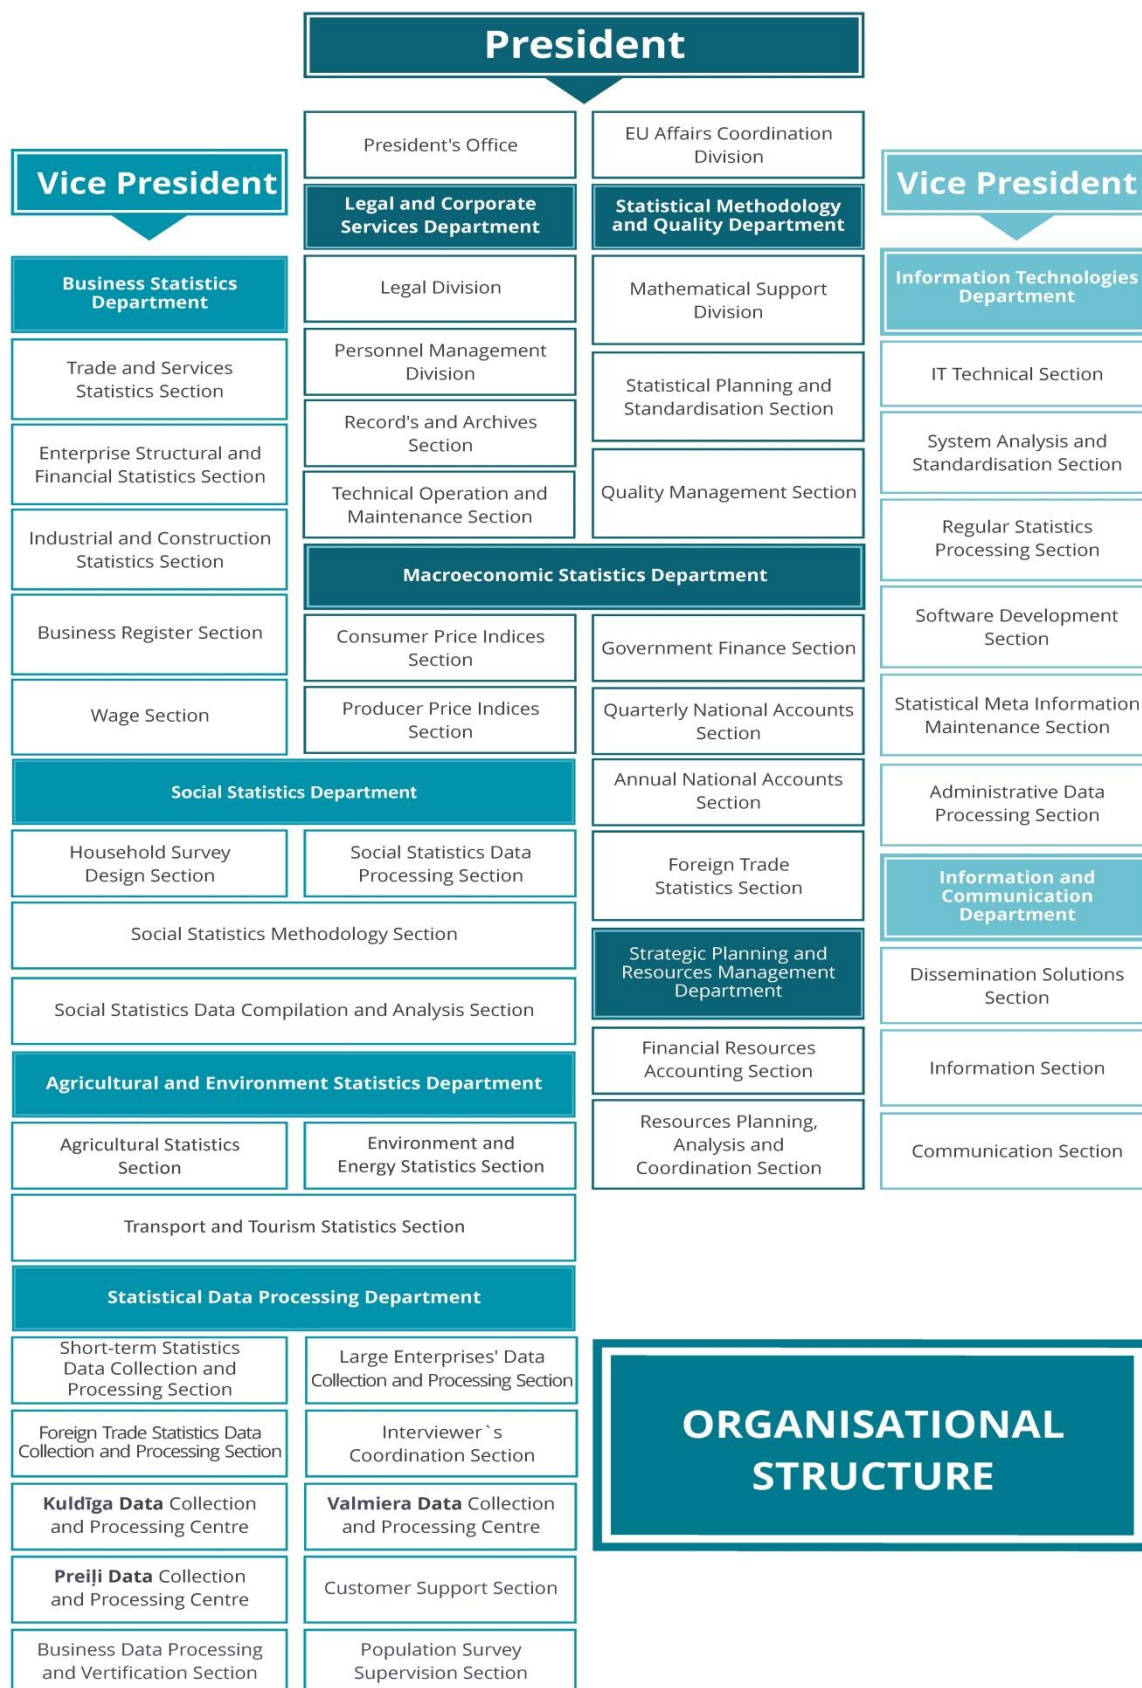 President
President's Office
EU Affairs Coordination
Division
Vice President
Vice President
Legal and Corporate
Services Department
Statistical Methodology
and Quality Department
Business Statistics
Department
Trade and Services
Statistics Section
Enterprise Structural and
Financial Statistics Section
Industrial and Construction
Statistics Section
Business Register Section
Wage Section
Legal Division
Personnel Management
Division
Record's and Archives
Section
Technical Operation and
Maintenance Section
Mathematical Support
Division
Statistical Planning and
Standardisation Section
Quality Management Section
Macroeconomic Statistics Department
Consumer Price Indices
Section
Producer Price Indices
Section
Government Finance Section
Quarterly National Accounts
Section
Annual National Accounts
Section
Foreign Trade
Statistics Section
Strategic Planning and
Resources Management
Department
Financial Resources
Accounting Section
Resources Planning,
Analysis and
Coordination Section
Information Technologies
Department
IT Technical Section
System Analysis and
Standardisation Section
Regular Statistics
Processing Section
Software Development
Section
Statistical Meta Information
Maintenance Section
Administrative Data
Processing Section
Information and
Communication
Department
Dissemination Solutions
Section
Information Section
Communication Section
Social Statistics Department
Household Survey
Design Section
Social Statistics Data
Processing Section
Social Statistics Methodology Section
Social Statistics Data Compilation and Analysis Section
Agricultural and Environment Statistics Department
Agricultural Statistics
Section
Environment and
Energy Statistics Section
Transport and Tourism Statistics Section
Statistical Data Processing Department
Short-term Statistics
Data Collection and
Processing Section
Large Enterprises' Data
Collection and Processing Section
Foreign Trade Statistics Data
Collection and Processing Section
Interviewer`s
Coordination Section
Kuldīga Data Collection
and Processing Centre
Valmiera Data Collection
and Processing Centre
Preiļi Data Collection
and Processing Centre
Customer Support Section
Business Data Processing
and Vertification Section
Population Survey
Supervision Section
ORGANISATIONAL
STRUCTURE